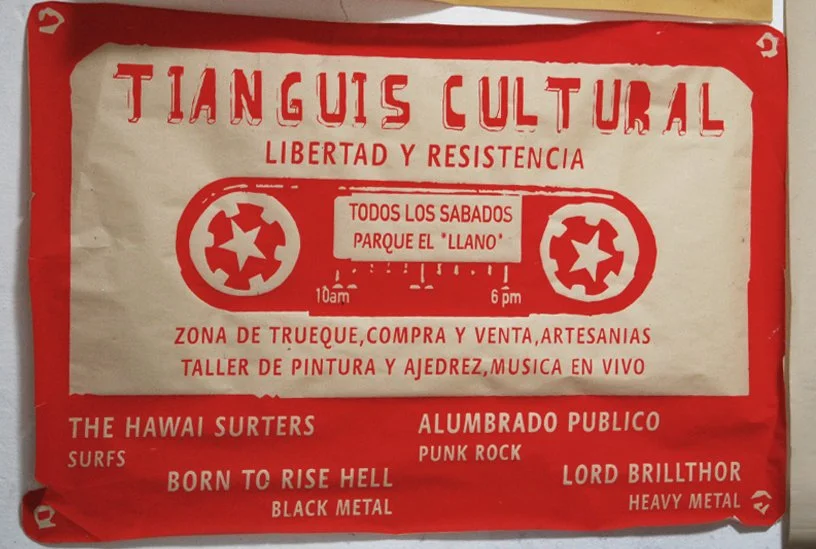 TIANGUIS CULTURAL
LIBERTAD Y RESISTENCIA
TODOS LOS SABADOS
PARQUE EL "LLANO"
10am 6 pm
ZONA DE TRUEQUE,COMPRA Y VENTA,ARTESANIAS
TALLER DE PINTURA Y AJEDREZ,MUSICA EN VIVO
THE HAWAI SURTERS
SURFS
ALUMBRADO PUBLICO
PUNK ROCK
BORN TO RISE HELL
BLACK METAL
LORD BRILLTHOR
HEAVY METAL